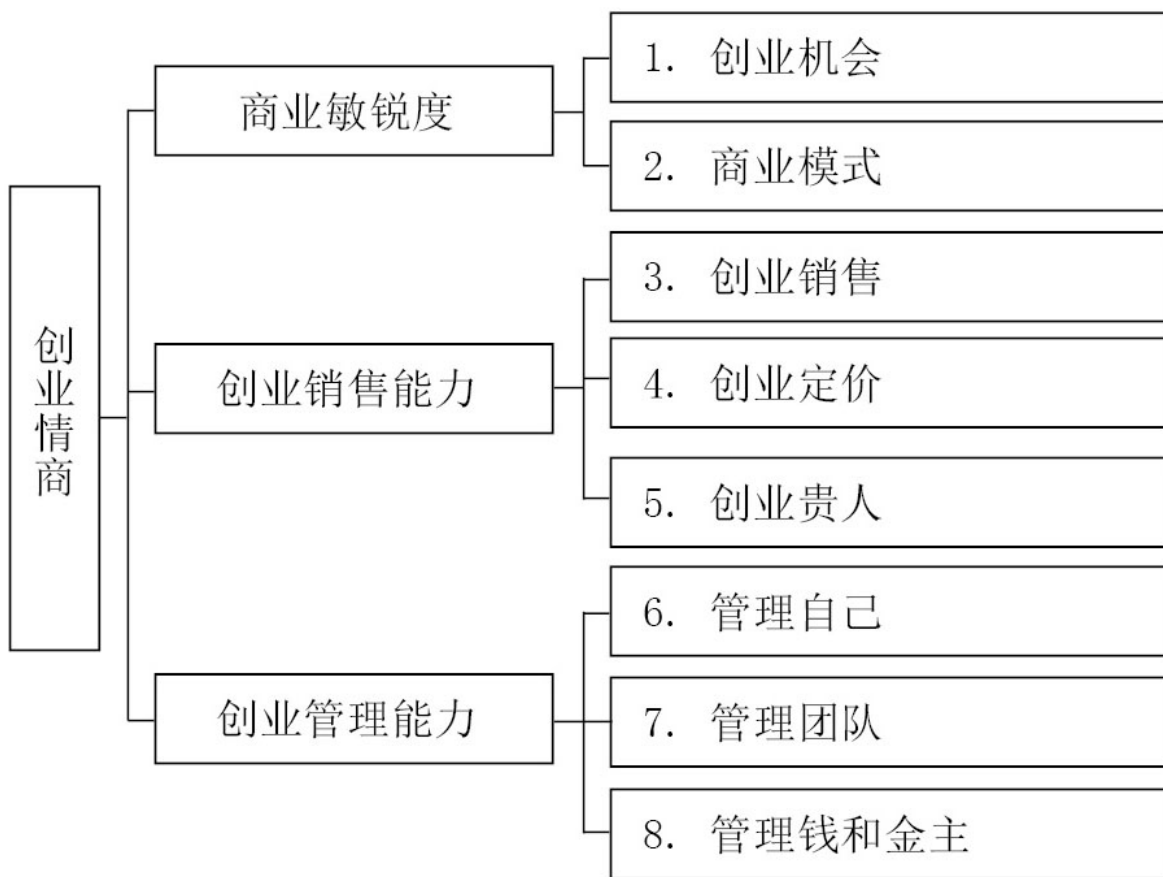 创业情商
商业敏锐度
1. 创业机会
2. 商业模式
创业销售能力
3. 创业销售
4. 创业定价
5. 创业贵人
创业管理能力
6. 管理自己
7. 管理团队
8. 管理钱和金主